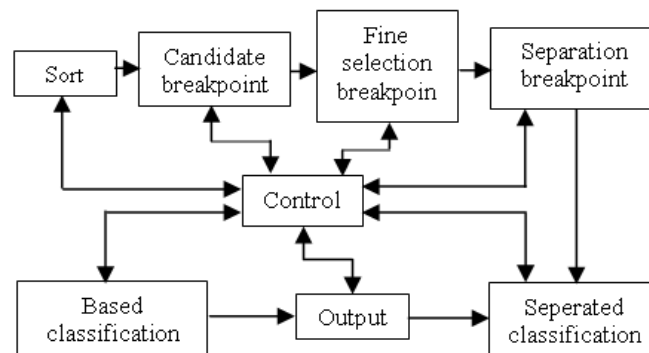 Sort
Candidate
breakpoint
Fine
selection
breakpoin
Separation
breakpoint
Control
Based
classification
Output
Seperated
classification